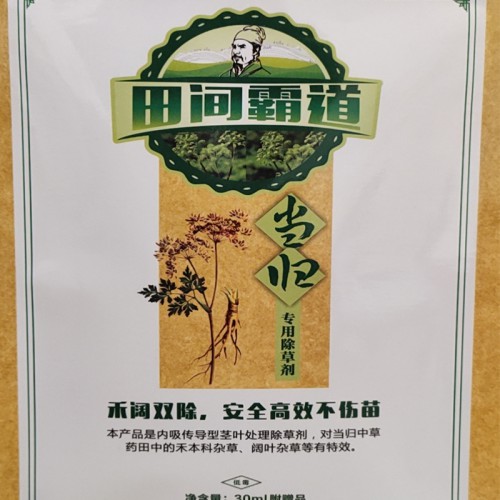 田间霸道
当归
专用除草剂
禾阔双除，安全高效不伤苗
本产品是内吸传导型茎叶处理除草剂，对当归中草
药田中的禾本科杂草、阔叶杂草等有特效。
低毒
净含量：30ml附赠品